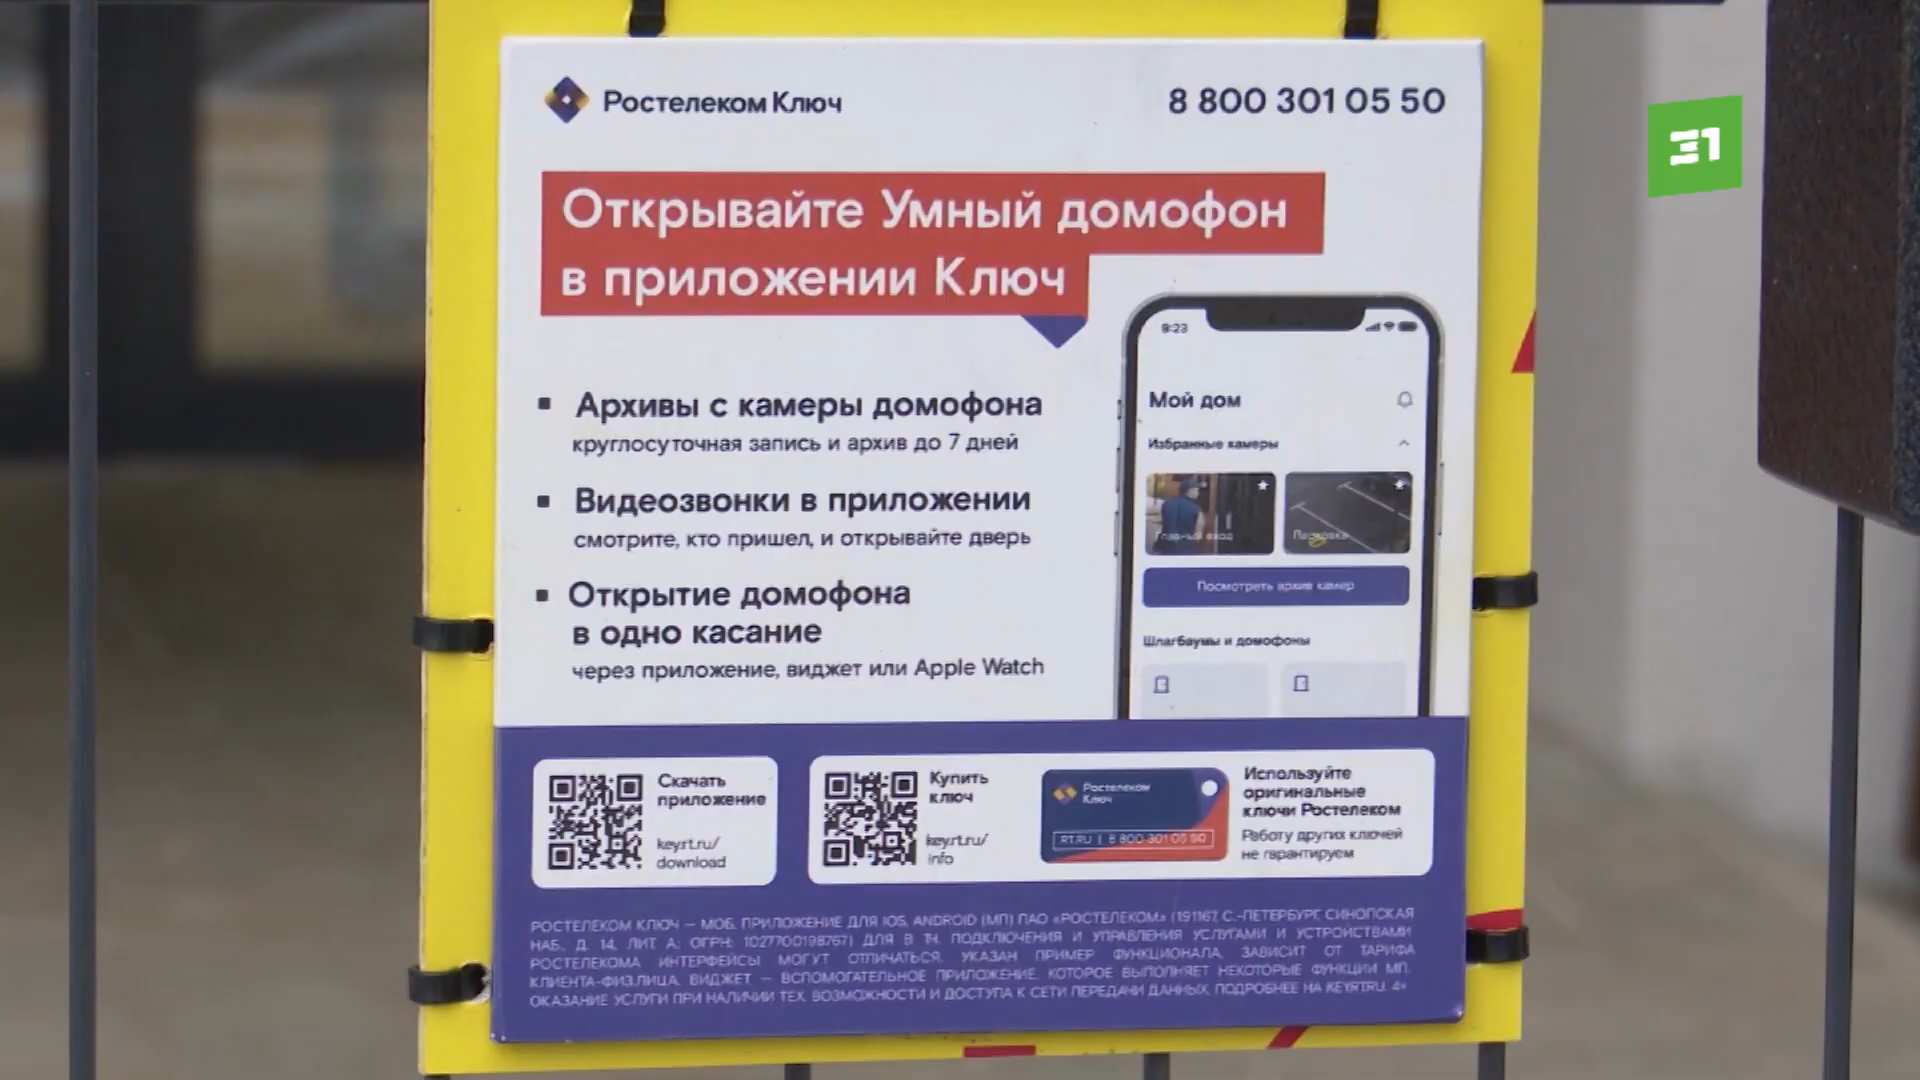 Ростелеком Ключ
8 800 301 05 50
Открывайте Умный домофон
в приложении Ключ
Архивы с камеры домофона
круглосуточная запись и архив до 7 дней
Видеозвонки в приложении
смотрите, кто пришел, и открывайте дверь
Открытие домофона
в одно касание
через приложение, виджет или Apple Watch
9:23
Мой дом
Избранные камеры
Главный вход
Парковка
Посмотреть архив камер
Шлагбаумы и домофоны
Скачать
приложение
key.rt.ru/
download
Купить
ключ
key.rt.ru/
info
Ростелеком
Ключ
RT.RU | 8 800 301 05 50
Используйте
оригинальные
ключи Ростелеком
Работу других ключей
не гарантируем
РОСТЕЛЕКОМ КЛЮЧ — МОБ. ПРИЛОЖЕНИЕ ДЛЯ IOS, ANDROID (МП) ПАО «РОСТЕЛЕКОМ» (191167, С.-ПЕТЕРБУРГ, СИНОПСКАЯ
НАБ., Д. 14, ЛИТ А; ОГРН: 1027700198767) ДЛЯ В Т.Ч. ПОДКЛЮЧЕНИЯ И УПРАВЛЕНИЯ УСЛУГАМИ И УСТРОЙСТВАМИ
РОСТЕЛЕКОМА. ИНТЕРФЕЙСЫ МОГУТ ОТЛИЧАТЬСЯ. УКАЗАН ПРИМЕР ФУНКЦИОНАЛА, ЗАВИСИТ ОТ ТАРИФА
КЛИЕНТА-ФИЗ.ЛИЦА. ВИДЖЕТ — ВСПОМОГАТЕЛЬНОЕ ПРИЛОЖЕНИЕ, КОТОРОЕ ВЫПОЛНЯЕТ НЕКОТОРЫЕ ФУНКЦИИ МП.
ОКАЗАНИЕ УСЛУГИ ПРИ НАЛИЧИИ ТЕХ. ВОЗМОЖНОСТИ И ДОСТУПА К СЕТИ ПЕРЕДАЧИ ДАННЫХ. ПОДРОБНЕЕ НА KEY.RT.RU. 4+
31